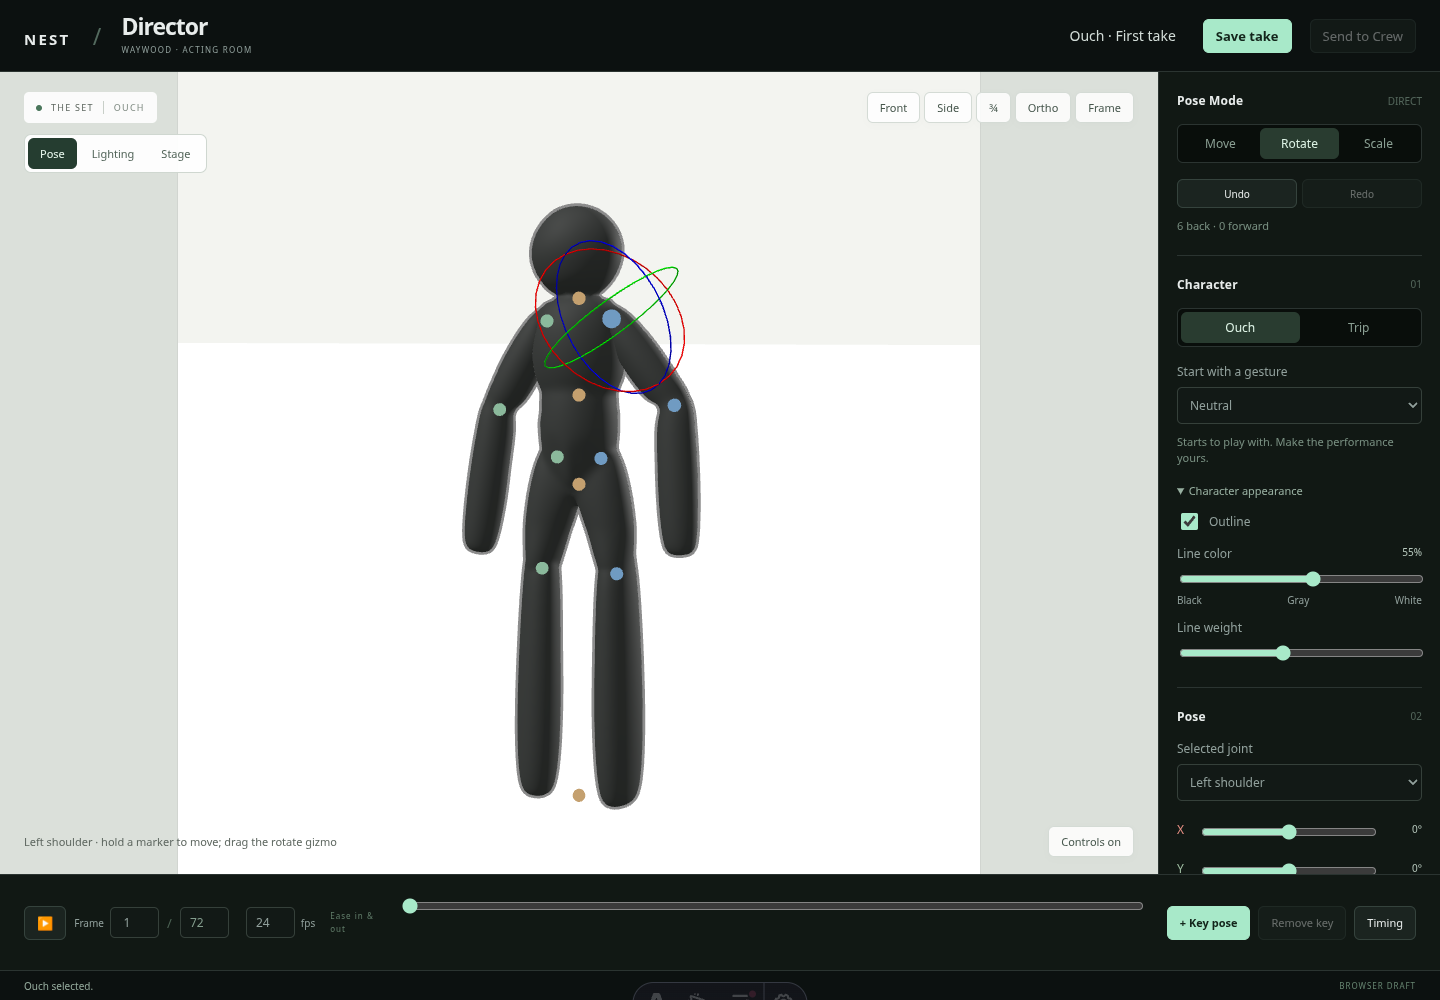 NEST / Director
WAYWOOD · ACTING ROOM
Ouch · First take
Save take
Send to Crew
THE SET | OUCH
Pose Lighting Stage
Front Side ¾ Ortho Frame
Left shoulder · hold a marker to move; drag the rotate gizmo
Controls on
Pose Mode DIRECT
Move Rotate Scale
Undo Redo
6 back · 0 forward
Character 01
Ouch Trip
Start with a gesture
Neutral
Starts to play with. Make the performance
yours.
▼ Character appearance
Outline
Line color 55%
Black Gray White
Line weight
Pose 02
Selected joint
Left shoulder
X 0°
Y 0°
Frame 1 / 72 24 fps
Ease in &
out
+ Key pose Remove key Timing
Ouch selected.
BROWSER DRAFT